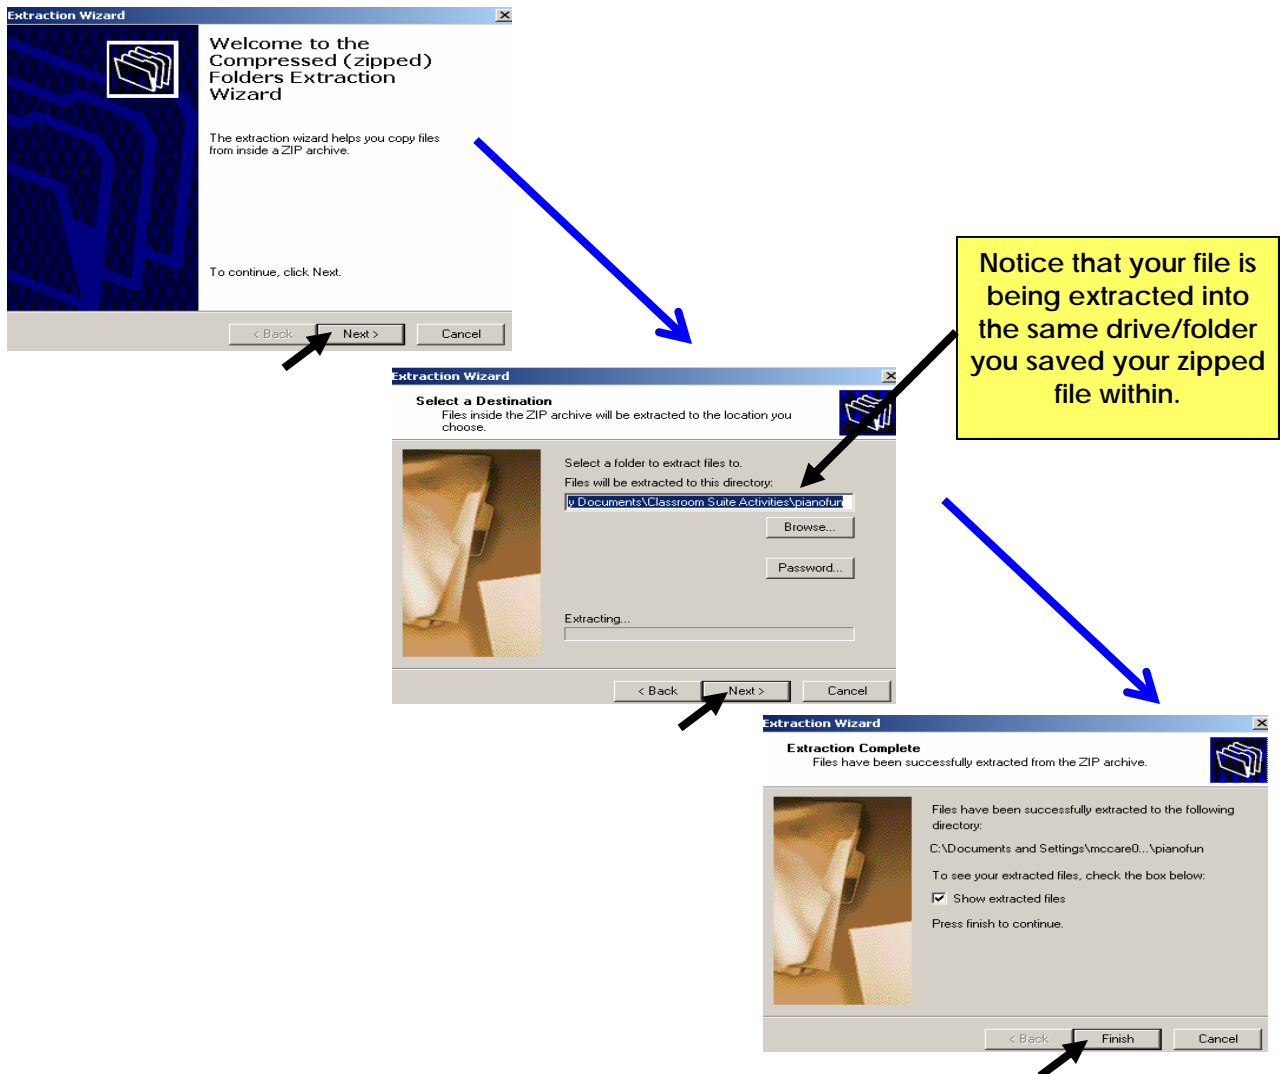 Extraction Wizard
Welcome to the
Compressed (zipped)
Folders Extraction
Wizard
The extraction wizard helps you copy files
from inside a ZIP archive.
To continue, click Next.
< Back
Next >
Cancel
Notice that your file is
being extracted into
the same drive/folder
you saved your zipped
file within.
Extraction Wizard
Select a Destination
Files inside the ZIP archive will be extracted to the location you
choose.
Select a folder to extract files to.
Files will be extracted to this directory:
y Documents\Classroom Suite Activities\pianofun
Browse...
Password...
Extracting...
< Back
Next >
Cancel
Extraction Wizard
Extraction Complete
Files have been successfully extracted from the ZIP archive.
Files have been successfully extracted to the following
directory:
C:\Documents and Settings\mccare0...\pianofun
To see your extracted files, check the box below:
Show extracted files
Press finish to continue.
< Back
Finish
Cancel